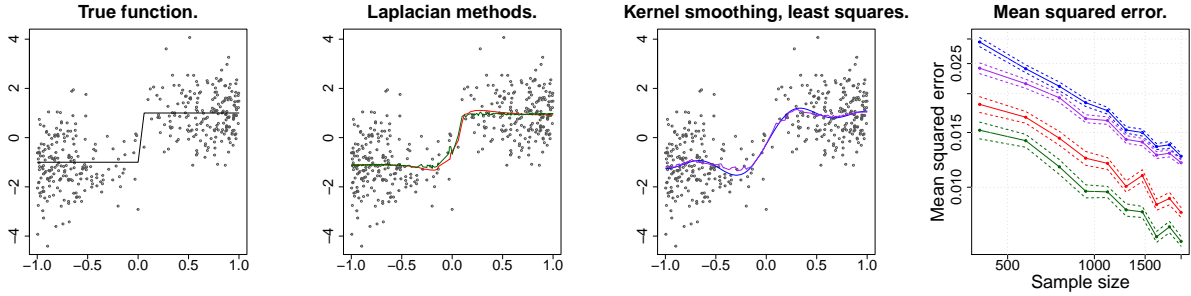 True function.
4
2
0
−2
−4
−1.0 −0.5 0.0 0.5 1.0
Laplacian methods.
4
2
0
−2
−4
−1.0 −0.5 0.0 0.5 1.0
Kernel smoothing, least squares.
4
2
0
−2
−4
−1.0 −0.5 0.0 0.5 1.0
Mean squared error.
Mean squared error
0.025
0.015
0.010
500 1000 1500
Sample size